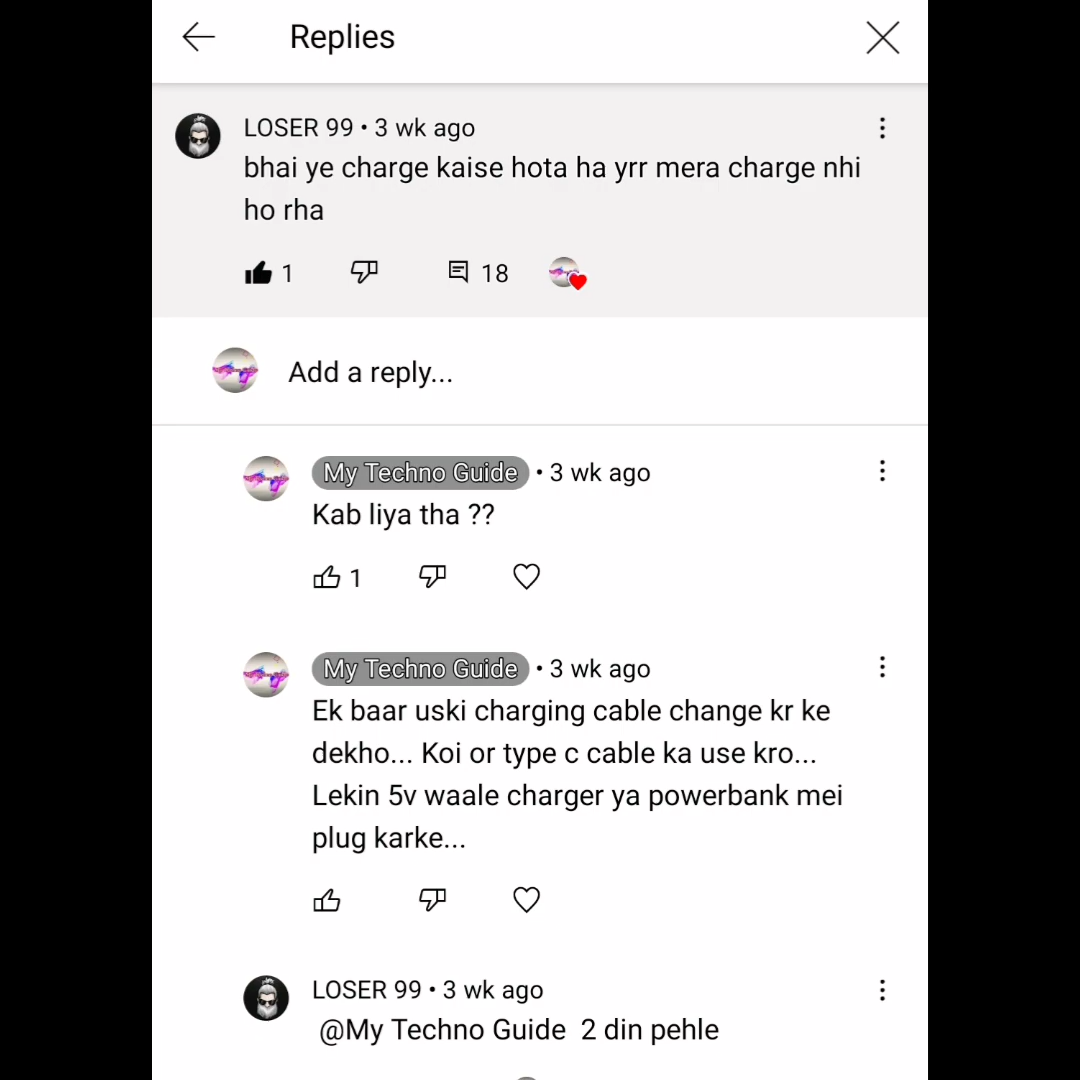 Replies
LOSER 99 • 3 wk ago
bhai ye charge kaise hota ha yrr mera charge nhi
ho rha
1
18
Add a reply...
My Techno Guide • 3 wk ago
Kab liya tha ??
1
My Techno Guide • 3 wk ago
Ek baar uski charging cable change kr ke
dekho... Koi or type c cable ka use kro...
Lekin 5v waale charger ya powerbank mei
plug karke...
LOSER 99 • 3 wk ago
@My Techno Guide  2 din pehle